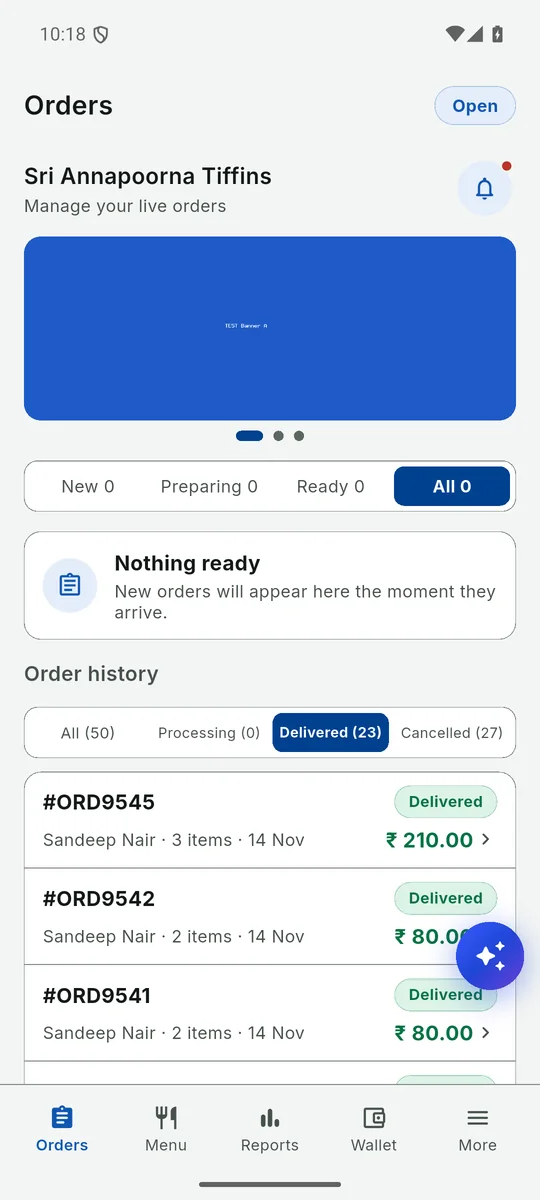 10:18
Orders
Open
Sri Annapoorna Tiffins
Manage your live orders
TEST Banner A
New 0
Preparing 0
Ready 0
All 0
Nothing ready
New orders will appear here the moment they
arrive.
Order history
All (50)
Processing (0)
Delivered (23)
Cancelled (27)
#ORD9545
Delivered
Sandeep Nair · 3 items · 14 Nov
₹ 210.00
#ORD9542
Delivered
Sandeep Nair · 2 items · 14 Nov
₹ 80.00
#ORD9541
Delivered
Sandeep Nair · 2 items · 14 Nov
₹ 80.00
Orders
Menu
Reports
Wallet
More